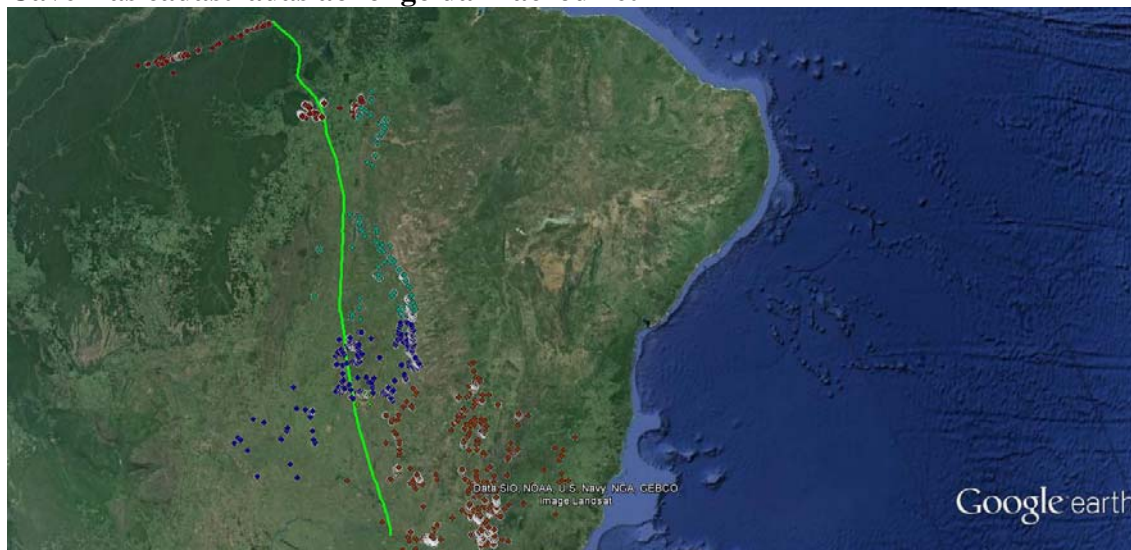 Data SIO, NOAA, U.S. Navy, NGA, GEBCO
Image Landsat
Google earth